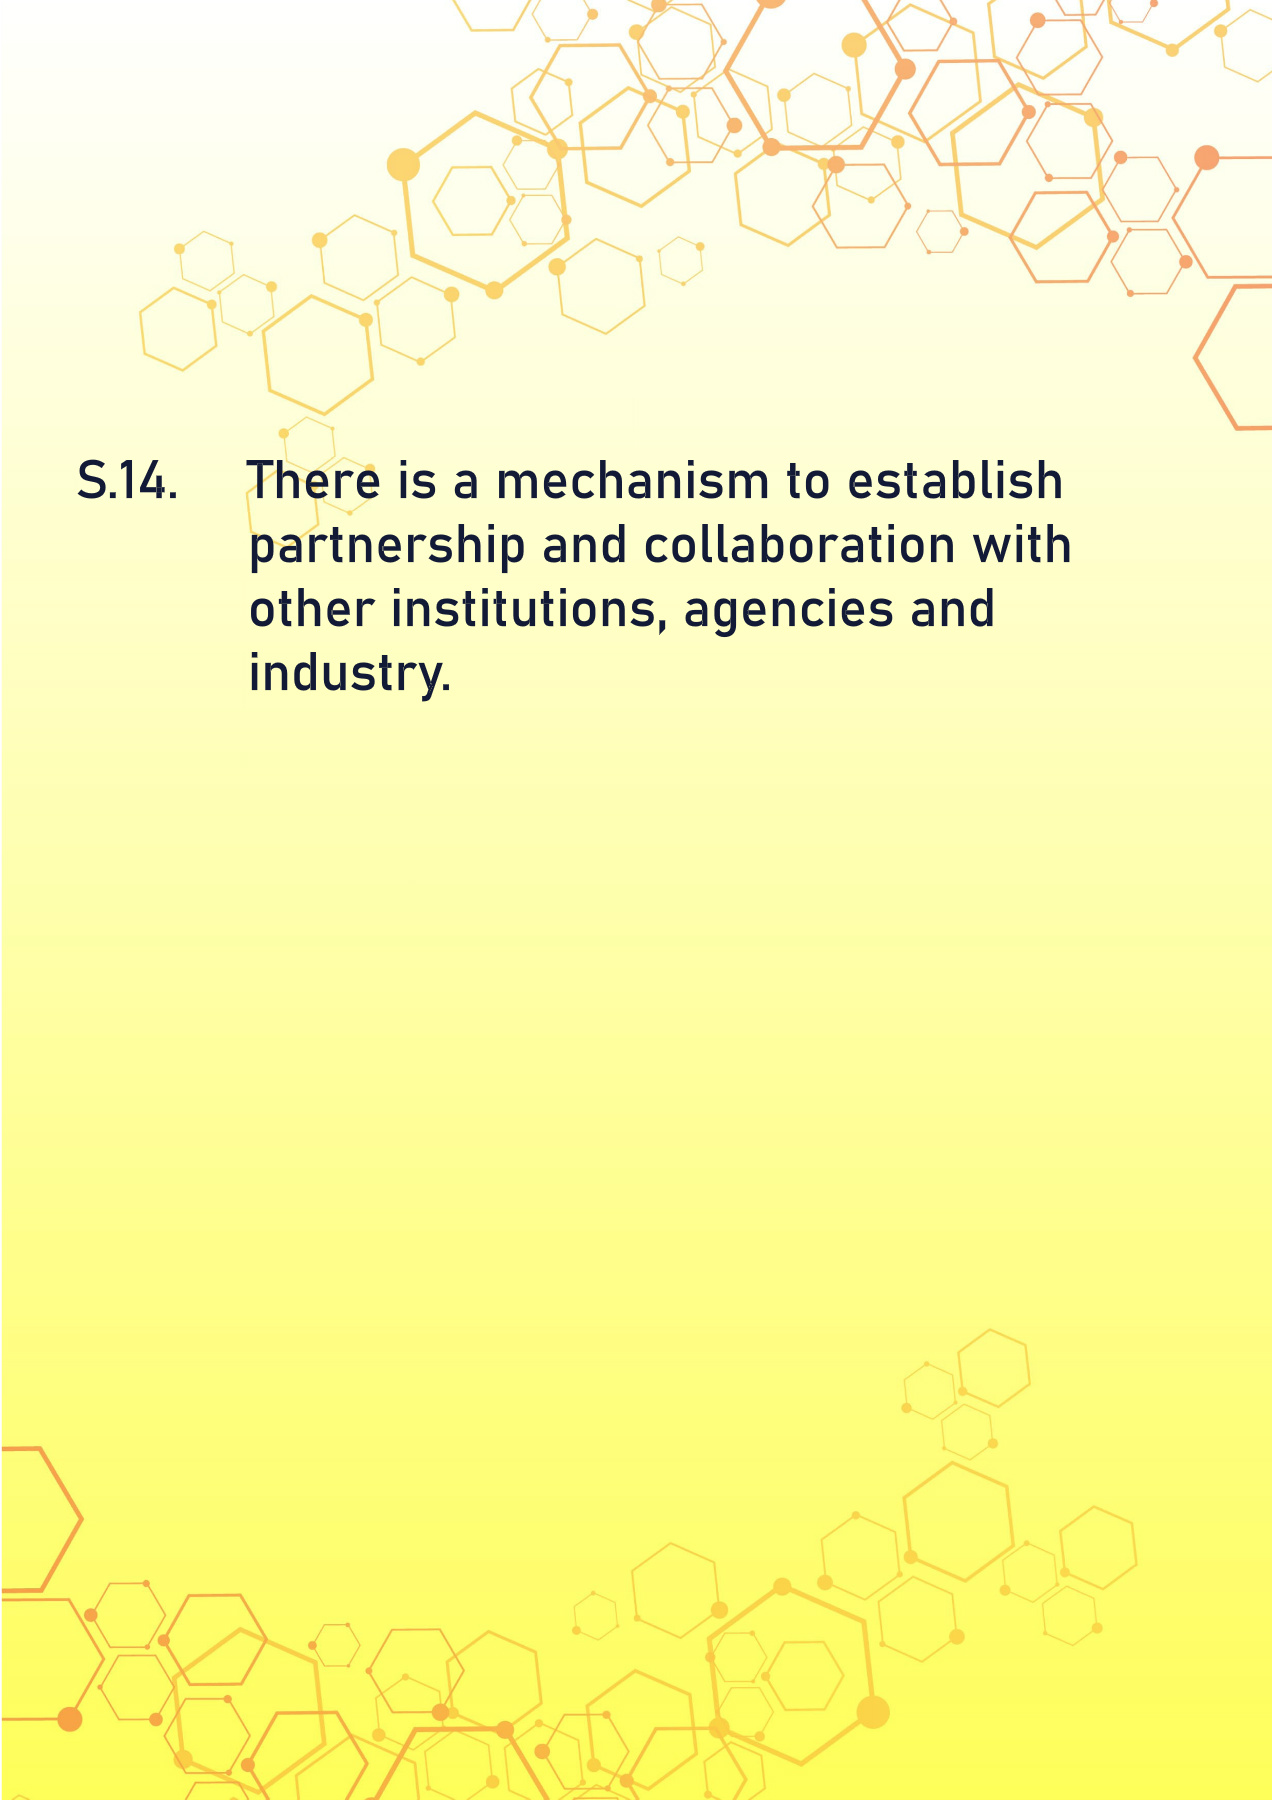 S.14. There is a mechanism to establish
partnership and collaboration with
other institutions, agencies and
industry.